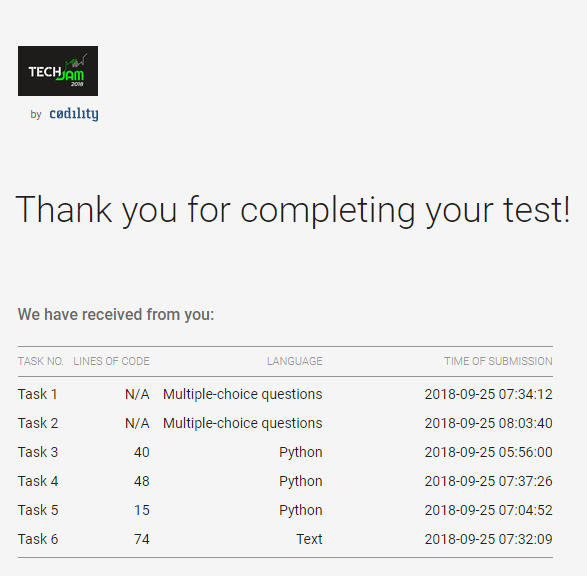 TECH JAM
2018
by codility
Thank you for completing your test!
We have received from you:
TASK NO. LINES OF CODE LANGUAGE TIME OF SUBMISSION
Task 1 N/A Multiple-choice questions 2018-09-25 07:34:12
Task 2 N/A Multiple-choice questions 2018-09-25 08:03:40
Task 3 40 Python 2018-09-25 05:56:00
Task 4 48 Python 2018-09-25 07:37:26
Task 5 15 Python 2018-09-25 07:04:52
Task 6 74 Text 2018-09-25 07:32:09